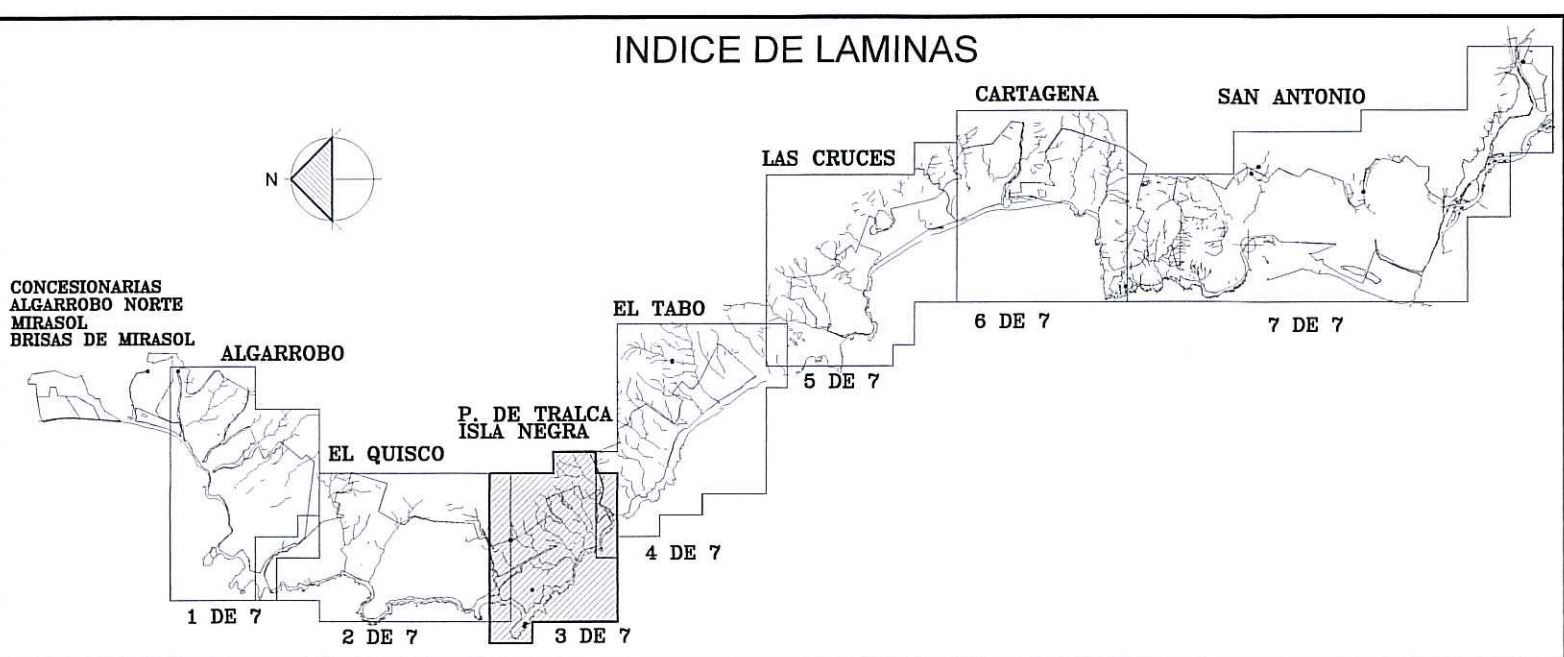 INDICE DE LAMINAS
CARTAGENA
SAN ANTONIO
LAS CRUCES
N
CONCESIONARIAS
ALGARROBO NORTE
MIRASOL
BRISAS DE MIRASOL
ALGARROBO
EL TABO
P. DE TRALCA
ISLA NEGRA
EL QUISCO
1 DE 7
2 DE 7
3 DE 7
4 DE 7
5 DE 7
6 DE 7
7 DE 7